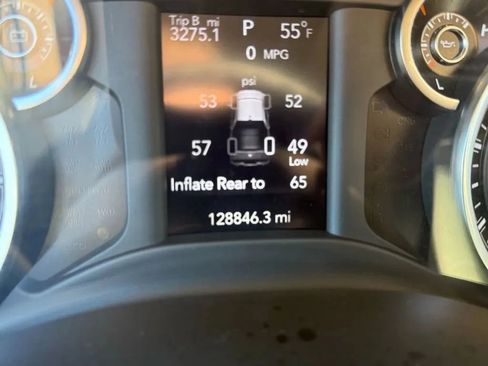 Trip B mi
3275.1
P
55°F
0 MPG
psi
53 52
57 49
Low
Inflate Rear to 65
128846.3 mi
L
L
H